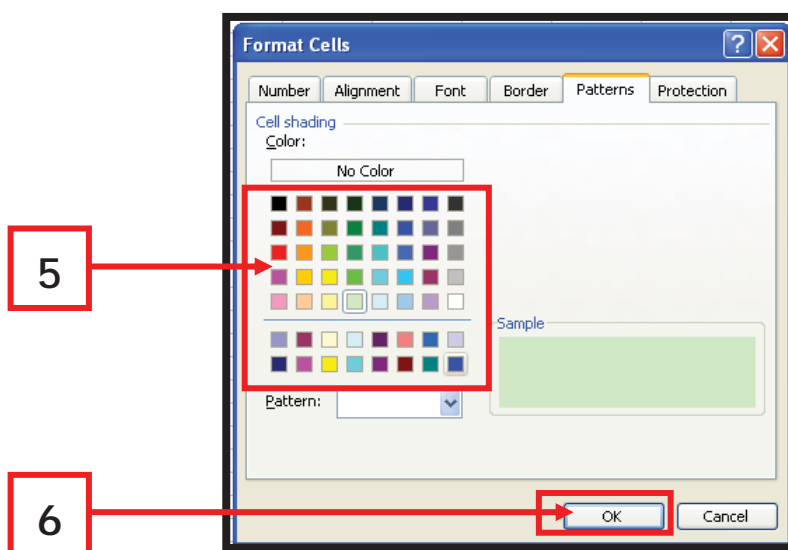 Format Cells
Number Alignment Font Border Patterns Protection
Cell shading
Color:
No Color
5
Sample
Pattern:
6
OK Cancel